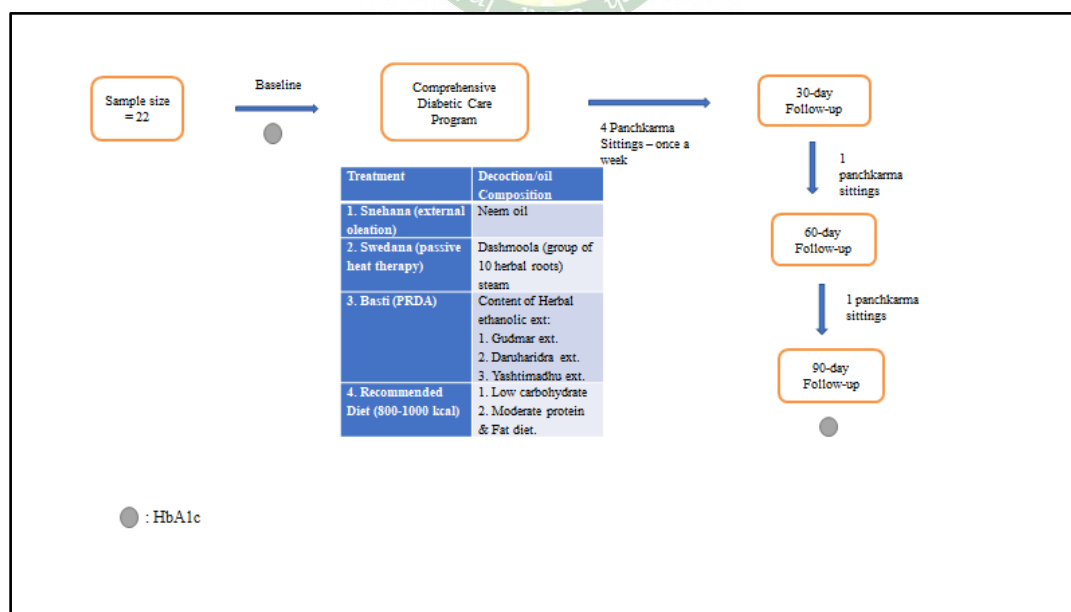 Sample size
= 22
Baseline
Comprehensive
Diabetic Care
Program
4 Panchkarma
Sittings – once a
week
30-day
Follow-up
1
panchkarma
sittings
60-day
Follow-up
1 panchkarma
sittings
90-day
Follow-up
Treatment
Decoction/oil
Composition
1. Snehana (external
oleation)
Neem oil
2. Swedana (passive
heat therapy)
Dashmoola (group of
10 herbal roots)
steam
3. Basti (PRDA)
Content of Herbal
ethanolic ext:
1. Gudmar ext.
2. Daruharidra ext.
3. Yashtimadhu ext.
4. Recommended
Diet (800-1000 kcal)
1. Low carbohydrate
2. Moderate protein
& Fat diet.
: HbA1c